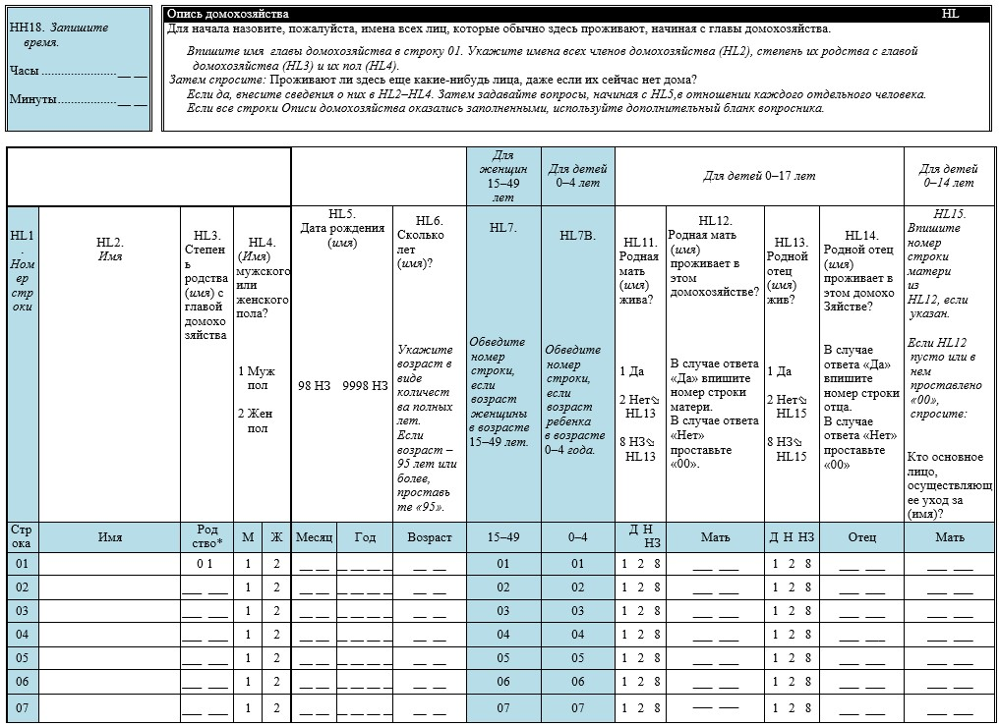 HH18. Запишите
время.
Часы ......................__ __
Минуты.................__ __
Опись домохозяйства HL
Для начала назовите, пожалуйста, имена всех лиц, которые обычно здесь проживают, начиная с главы домохозяйства.
Впишите имя главы домохозяйства в строку 01. Укажите имена всех членов домохозяйства (HL2), степень их родства с главой
домохозяйства (HL3) и их пол (HL4).
Затем спросите: Проживают ли здесь еще какие-нибудь лица, даже если их сейчас нет дома?
Если да, внесите сведения о них в HL2–HL4. Затем задавайте вопросы, начиная с HL5,в отношении каждого отдельного человека.
Если все строки Описи домохозяйства оказались заполненными, используйте дополнительный бланк вопросника.
Для
женщин
15–49
лет
Для детей
0–4 лет
Для детей 0–17 лет
Для детей
0–14 лет
HL1
.
Ном
ер
стр
оки
HL2.
Имя
HL3.
Степен
ь
родства
(имя) с
главой
домохо
зяйства
HL4.
(Имя)
мужского
или
женского
пола?
1 Муж
пол
2 Жен
пол
HL5.
Дата рождения
(имя)
98 НЗ 9998 НЗ
HL6.
Сколько
лет
(имя)?
Укажите
возраст в
виде
количест
ва полных
лет.
Если
возраст –
95 лет или
более,
проставь
те «95».
HL7.
Обведите
номер
строки,
если
возраст
женщины
в возрасте
15–49 лет.
HL7B.
Обведите
номер
строки,
если
возраст
ребенка
в возрасте
0–4 года.
HL11.
Родная
мать
(имя)
жива?
1 Да
2 Нет⇘
HL13
8 НЗ⇘
HL13
HL12.
Родная мать
(имя)
проживает в
этом
домохозяйстве?
В случае ответа
«Да» впишите
номер строки
матери.
В случае ответа
«Нет»
проставьте
«00».
HL13.
Родной
отец
(имя)
жив?
1 Да
2 Нет⇘
HL15
8 НЗ⇘
HL15
HL14.
Родной отец
(имя)
проживает в
этом домохо
Зяйстве?
В случае
ответа «Да»
впишите
номер строки
отца.
В случае
ответа «Нет»
проставьте
«00»
HL15.
Впишите
номер
строки
матери
из
HL12, если
указан.
Если HL12
пусто или в
нем
проставлено
«00»,
спросите:
Кто основное
лицо,
осуществляющ
ее уход за
(имя)?
Стр
ока
Имя
Род
ство*
М Ж Месяц Год Возраст 15–49 0–4
Д Н
НЗ
Мать Д Н НЗ Отец Мать
01 0 1 1 2 __ __ __ __ __ __ __ __ 01 01 1 2 8 __ __ 1 2 8 __ __ __ __
02 __ __ 1 2 __ __ __ __ __ __ __ __ 02 02 1 2 8 __ __ 1 2 8 __ __ __ __
03 __ __ 1 2 __ __ __ __ __ __ __ __ 03 03 1 2 8 __ __ 1 2 8 __ __ __ __
04 __ __ 1 2 __ __ __ __ __ __ __ __ 04 04 1 2 8 __ __ 1 2 8 __ __ __ __
05 __ __ 1 2 __ __ __ __ __ __ __ __ 05 05 1 2 8 __ __ 1 2 8 __ __ __ __
06 __ __ 1 2 __ __ __ __ __ __ __ __ 06 06 1 2 8 __ __ 1 2 8 __ __ __ __
07 __ __ 1 2 __ __ __ __ __ __ __ __ 07 07 1 2 8 __ __ 1 2 8 __ __ __ __